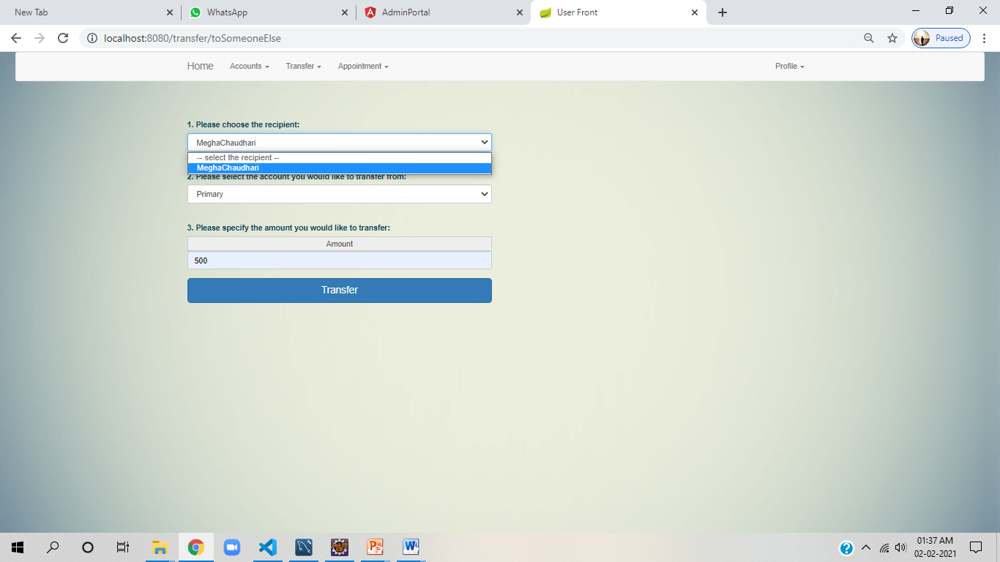 New Tab
WhatsApp
AdminPortal
User Front
localhost:8080/transfer/toSomeoneElse
Paused
Home Accounts Transfer Appointment Profile
1. Please choose the recipient:
MeghaChaudhari
-- select the recipient --
MeghaChaudhari
2. Please select the account you would like to transfer from:
Primary
3. Please specify the amount you would like to transfer:
Amount
500
Transfer
Java EE
IDE
01:37 AM
02-02-2021